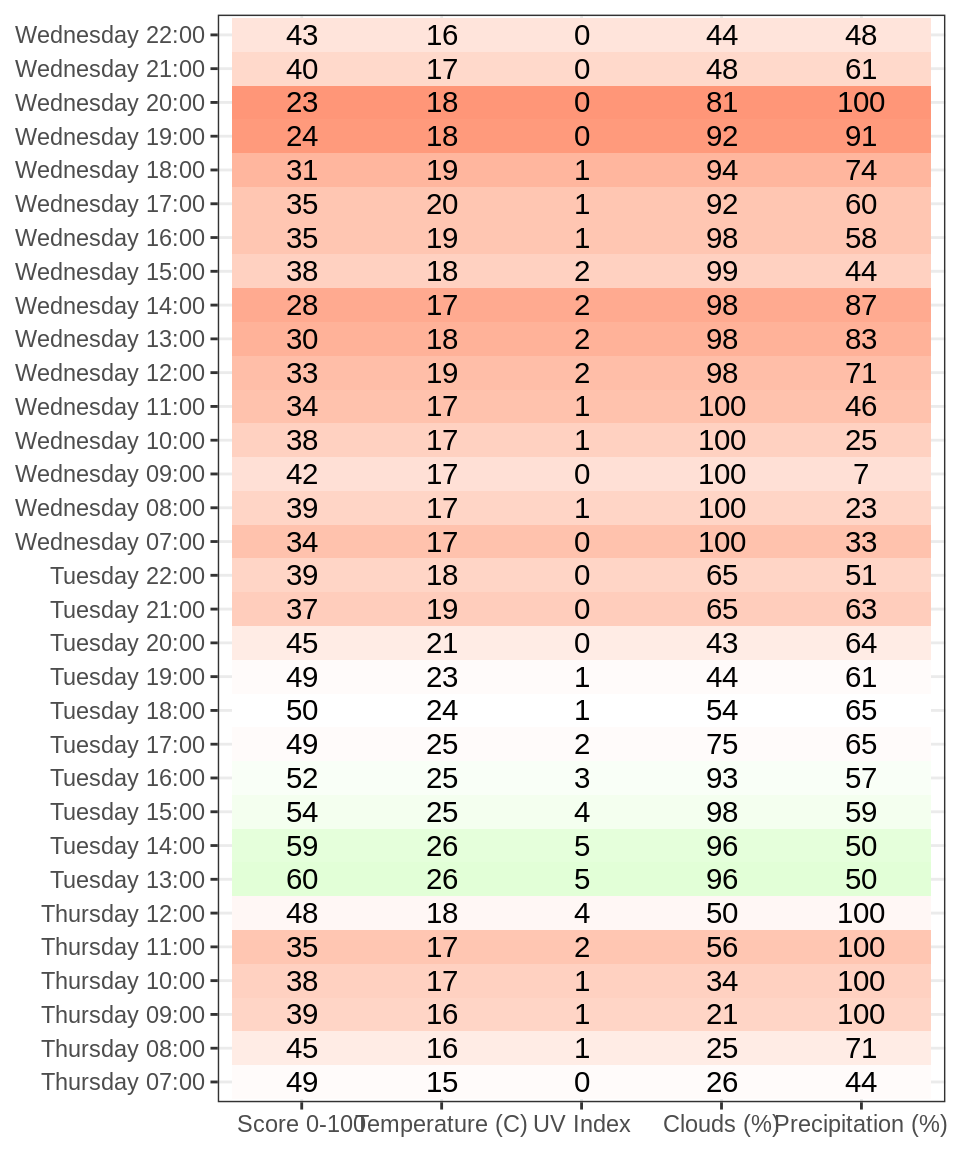 Wednesday 22:00 43 16 0 44 48
Wednesday 21:00 40 17 0 48 61
Wednesday 20:00 23 18 0 81 100
Wednesday 19:00 24 18 0 92 91
Wednesday 18:00 31 19 1 94 74
Wednesday 17:00 35 20 1 92 60
Wednesday 16:00 35 19 1 98 58
Wednesday 15:00 38 18 2 99 44
Wednesday 14:00 28 17 2 98 87
Wednesday 13:00 30 18 2 98 83
Wednesday 12:00 33 19 2 98 71
Wednesday 11:00 34 17 1 100 46
Wednesday 10:00 38 17 1 100 25
Wednesday 09:00 42 17 0 100 7
Wednesday 08:00 39 17 1 100 23
Wednesday 07:00 34 17 0 100 33
Tuesday 22:00 39 18 0 65 51
Tuesday 21:00 37 19 0 65 63
Tuesday 20:00 45 21 0 43 64
Tuesday 19:00 49 23 1 44 61
Tuesday 18:00 50 24 1 54 65
Tuesday 17:00 49 25 2 75 65
Tuesday 16:00 52 25 3 93 57
Tuesday 15:00 54 25 4 98 59
Tuesday 14:00 59 26 5 96 50
Tuesday 13:00 60 26 5 96 50
Thursday 12:00 48 18 4 50 100
Thursday 11:00 35 17 2 56 100
Thursday 10:00 38 17 1 34 100
Thursday 09:00 39 16 1 21 100
Thursday 08:00 45 16 1 25 71
Thursday 07:00 49 15 0 26 44
Score 0-100 Temperature (C) UV Index Clouds (%) Precipitation (%)